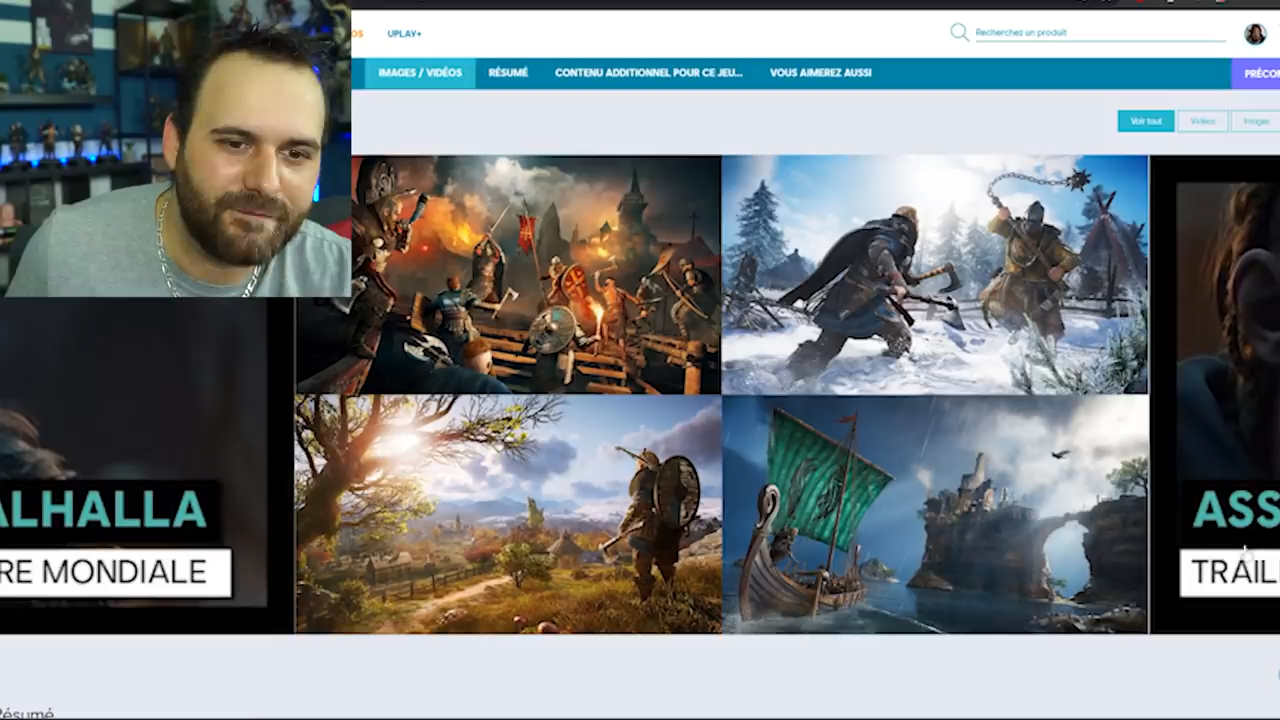 UPLAY+
Recherchez un produit
IMAGES / VIDÉOS
RÉSUMÉ
CONTENU ADDITIONNEL POUR CE JEU...
VOUS AIMEREZ AUSSI
PRÉCO
Voir tout
Vidéos
Images
ALHALLA
RE MONDIALE
ASS
TRAIL
Résumé